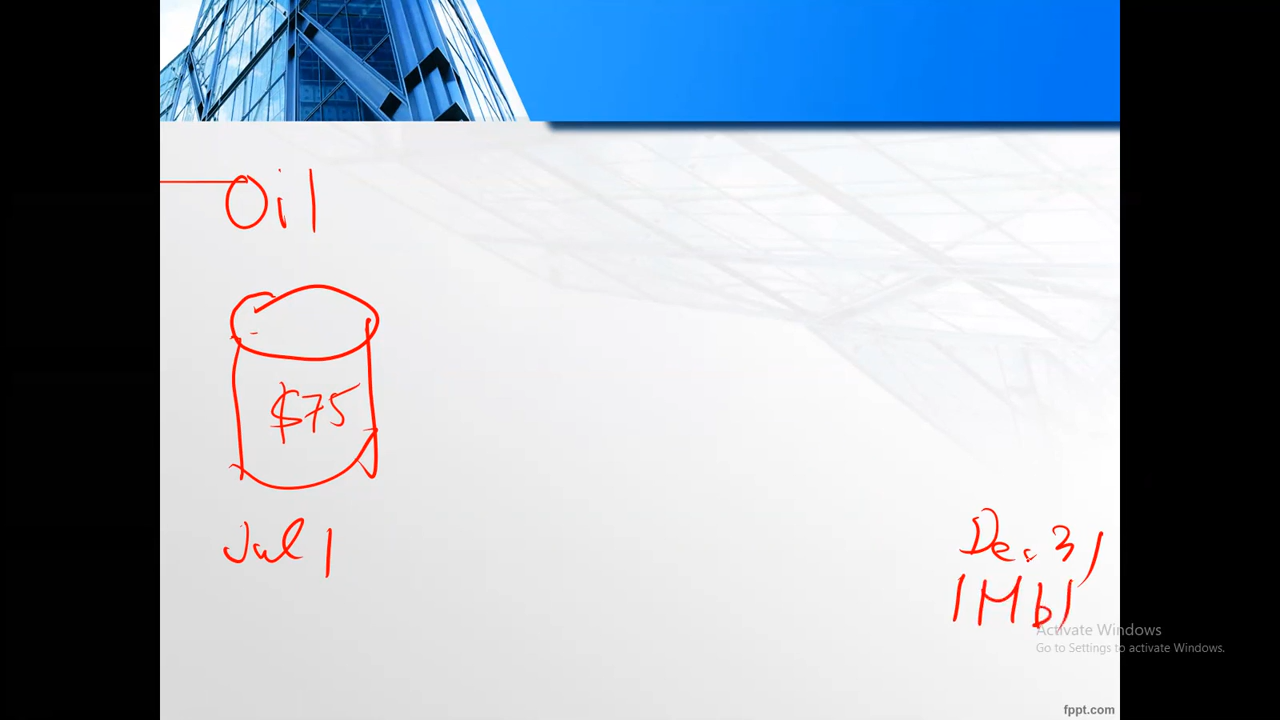 Oil
$75
Jul 1
Dec 31
1Mbl
Activate Windows
Go to Settings to activate Windows.
fppt.com